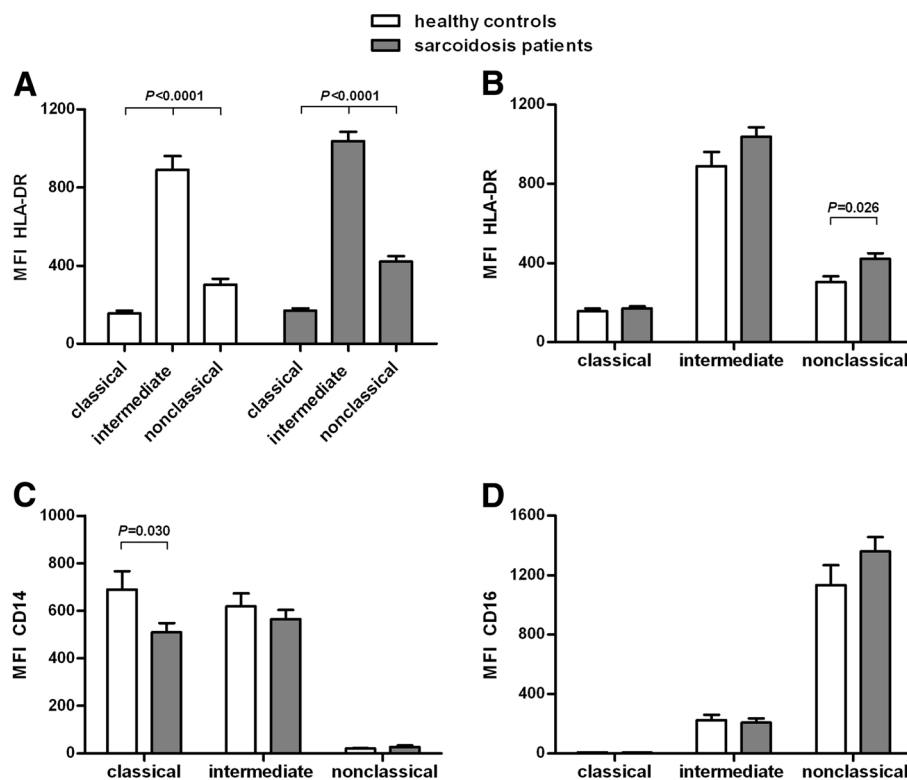 healthy controls
sarcoidosis patients
A
P<0.0001
P<0.0001
MFI HLA-DR
1200
800
400
0
classical
intermediate
nonclassical
classical
intermediate
nonclassical
B
P=0.026
MFI HLA-DR
1200
800
400
0
classical
intermediate
nonclassical
C
P=0.030
MFI CD14
1000
800
600
400
200
0
classical
intermediate
nonclassical
D
MFI CD16
1600
1200
800
400
0
classical
intermediate
nonclassical